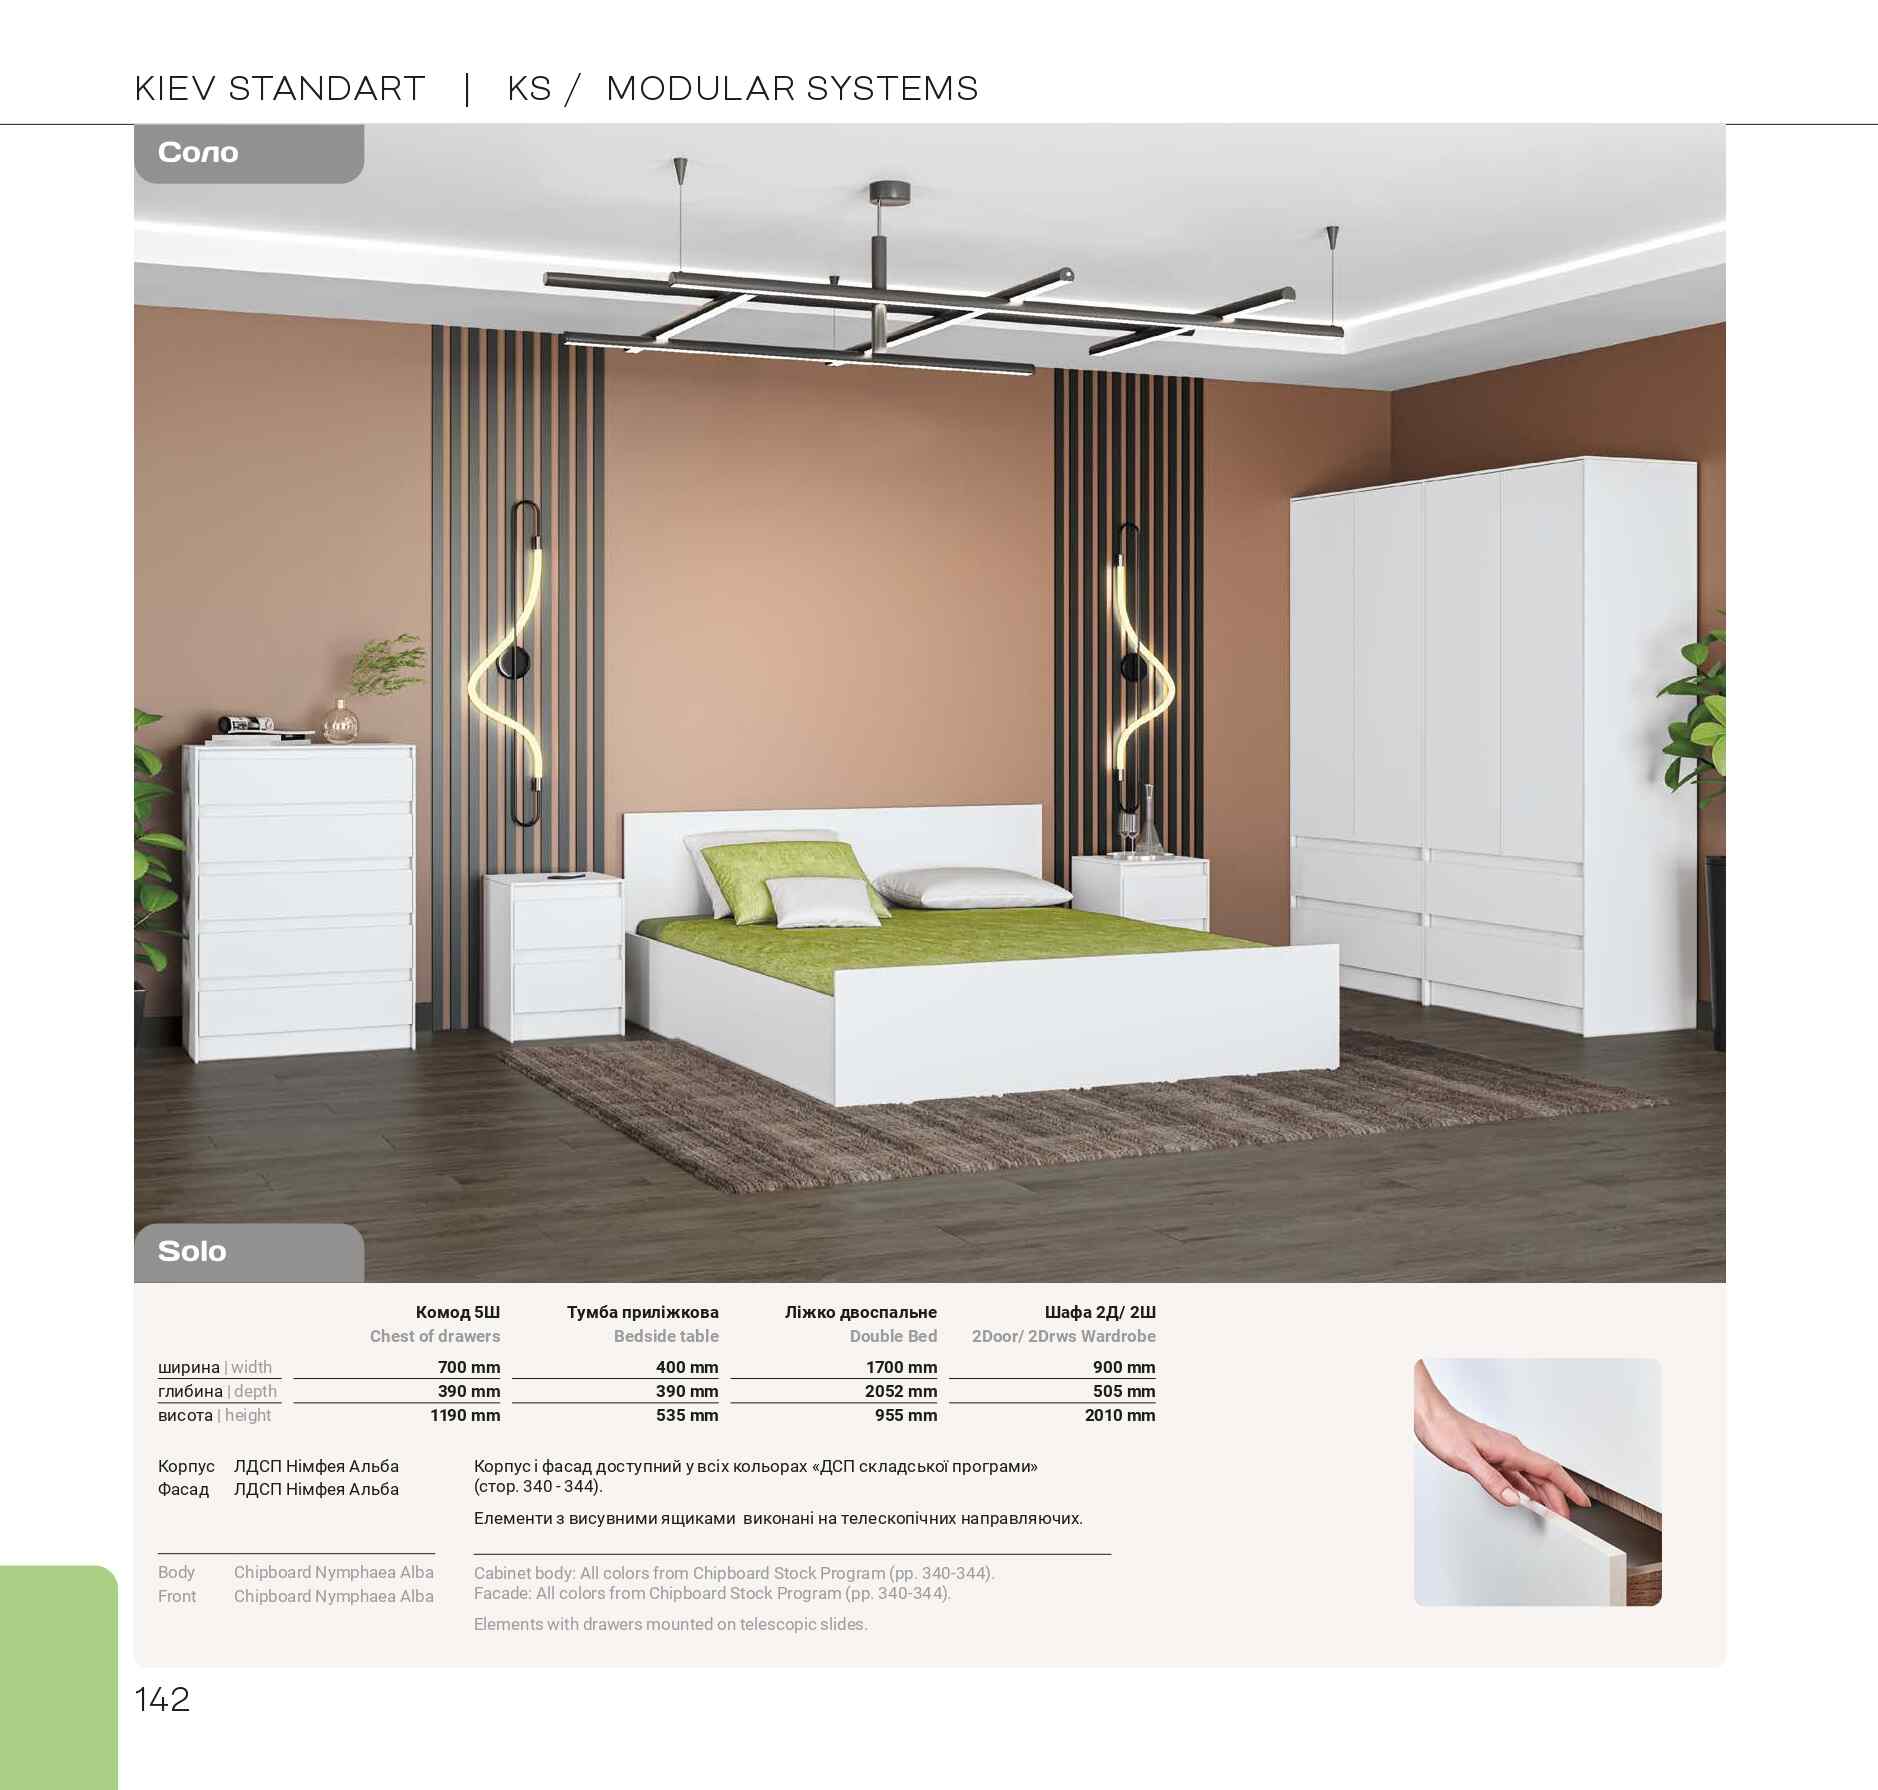 KIEV STANDART | KS / MODULAR SYSTEMS
Соло
Solo
Комод 5Ш Тумба приліжкова Ліжко двоспальне Шафа 2Д/ 2Ш
Chest of drawers Bedside table Double Bed 2Door/ 2Drws Wardrobe
ширина | width 700 mm 400 mm 1700 mm 900 mm
глибина | depth 390 mm 390 mm 2052 mm 505 mm
висота | height 1190 mm 535 mm 955 mm 2010 mm
Корпус ЛДСП Німфея Альба
Фасад ЛДСП Німфея Альба
Корпус і фасад доступний у всіх кольорах «ДСП складської програми»
(стор. 340 - 344).
Елементи з висувними ящиками виконані на телескопічних направляючих.
Body Chipboard Nymphaea Alba
Front Chipboard Nymphaea Alba
Cabinet body: All colors from Chipboard Stock Program (pp. 340-344).
Facade: All colors from Chipboard Stock Program (pp. 340-344).
Elements with drawers mounted on telescopic slides.
142